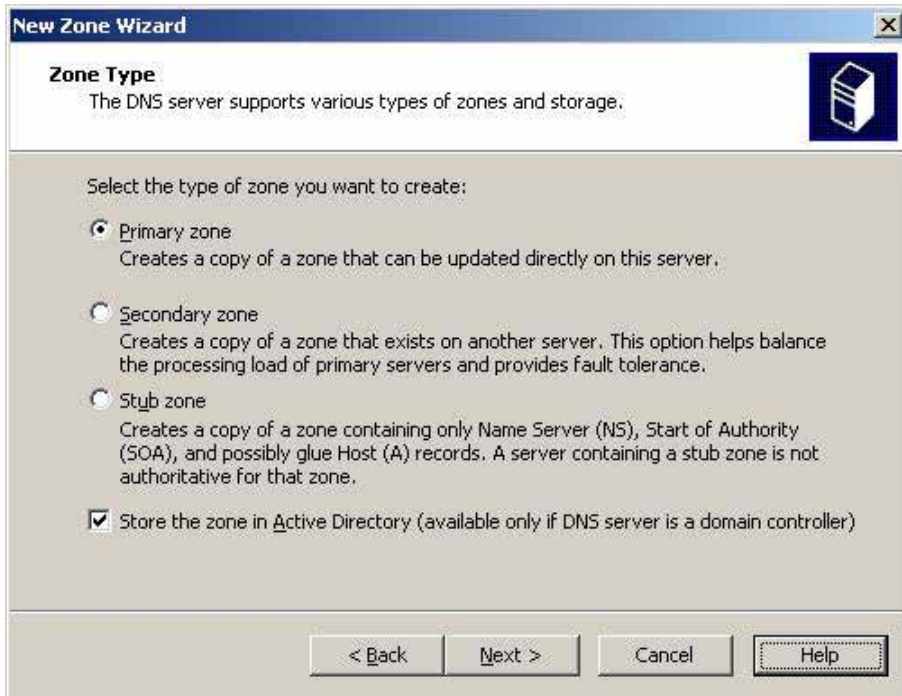 New Zone Wizard
Zone Type
The DNS server supports various types of zones and storage.
Select the type of zone you want to create:
Primary zone
Creates a copy of a zone that can be updated directly on this server.
Secondary zone
Creates a copy of a zone that exists on another server. This option helps balance
the processing load of primary servers and provides fault tolerance.
Stub zone
Creates a copy of a zone containing only Name Server (NS), Start of Authority
(SOA), and possibly glue Host (A) records. A server containing a stub zone is not
authoritative for that zone.
Store the zone in Active Directory (available only if DNS server is a domain controller)
< Back
Next >
Cancel
Help